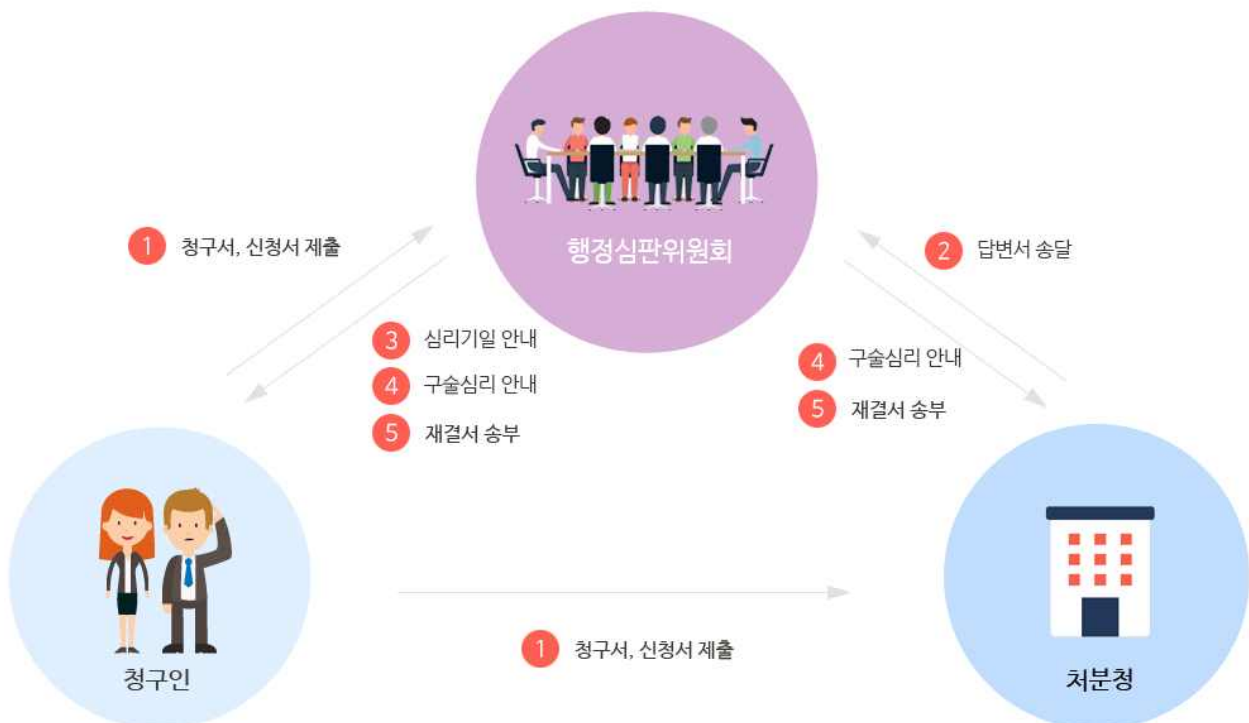 행정심판위원회
1 청구서, 신청서 제출
2 답변서 송달
3 심리기일 안내
4 구술심리 안내
5 재결서 송부
4 구술심리 안내
5 재결서 송부
청구인
1 청구서, 신청서 제출
처분청